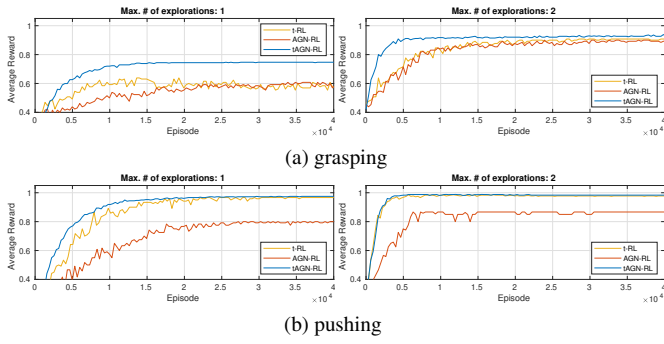 Max. # of explorations: 1
Average Reward
1
0.8
0.6
0.4
t-RL
AGN-RL
tAGN-RL
0 0.5 1 1.5 2 2.5 3 3.5 4
Episode ×10⁴
Max. # of explorations: 2
Average Reward
1
0.8
0.6
0.4
t-RL
AGN-RL
tAGN-RL
0 0.5 1 1.5 2 2.5 3 3.5 4
Episode ×10⁴
(a) grasping
Max. # of explorations: 1
Average Reward
1
0.8
0.6
0.4
t-RL
AGN-RL
tAGN-RL
0 0.5 1 1.5 2 2.5 3 3.5 4
Episode ×10⁴
Max. # of explorations: 2
Average Reward
1
0.8
0.6
0.4
t-RL
AGN-RL
tAGN-RL
0 0.5 1 1.5 2 2.5 3 3.5 4
Episode ×10⁴
(b) pushing